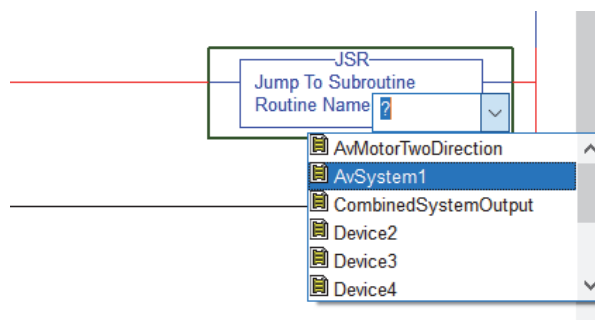 JSR
Jump To Subroutine
Routine Name ?
AvMotorTwoDirection
AvSystem1
CombinedSystemOutput
Device2
Device3
Device4